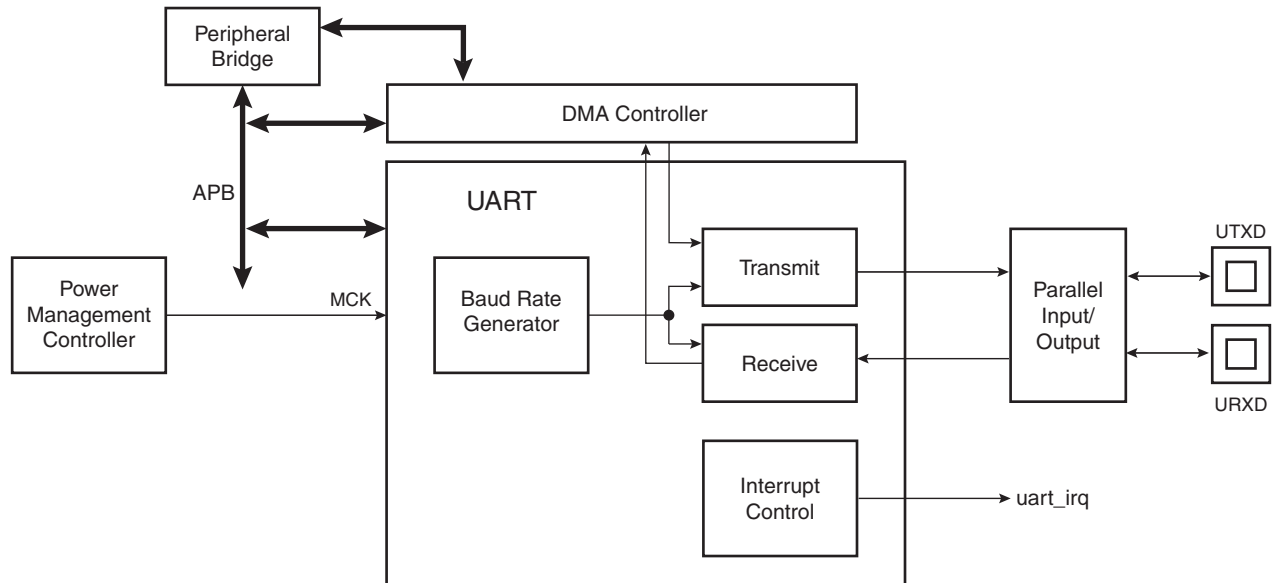 Peripheral
Bridge
DMA Controller
APB
UART
UTXD
Power
Management
Controller
MCK
Baud Rate
Generator
Transmit
Receive
Parallel
Input/
Output
URXD
Interrupt
Control
uart_irq